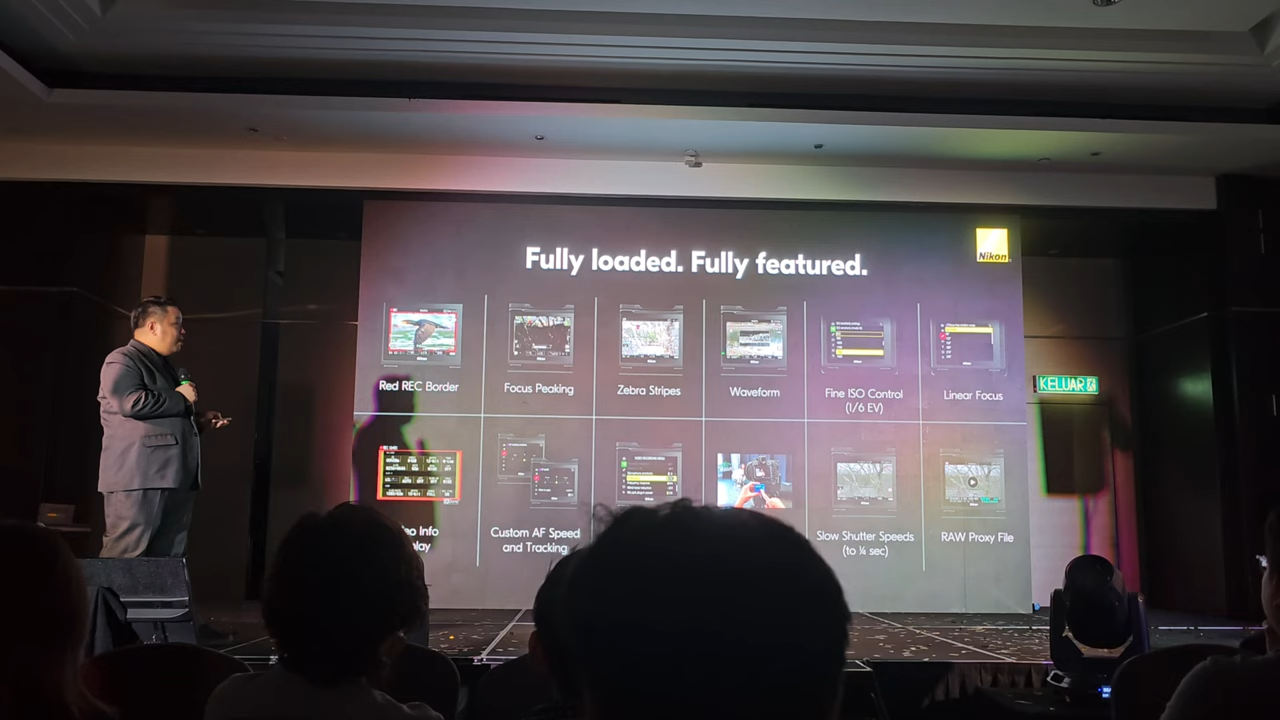 Fully loaded. Fully featured.
Nikon
Red REC Border
Focus Peaking
Zebra Stripes
Waveform
Fine ISO Control
(1/6 EV)
Linear Focus
KELUAR
Info
Custom AF Speed
and Tracking
Slow Shutter Speeds
(to ¼ sec)
RAW Proxy File